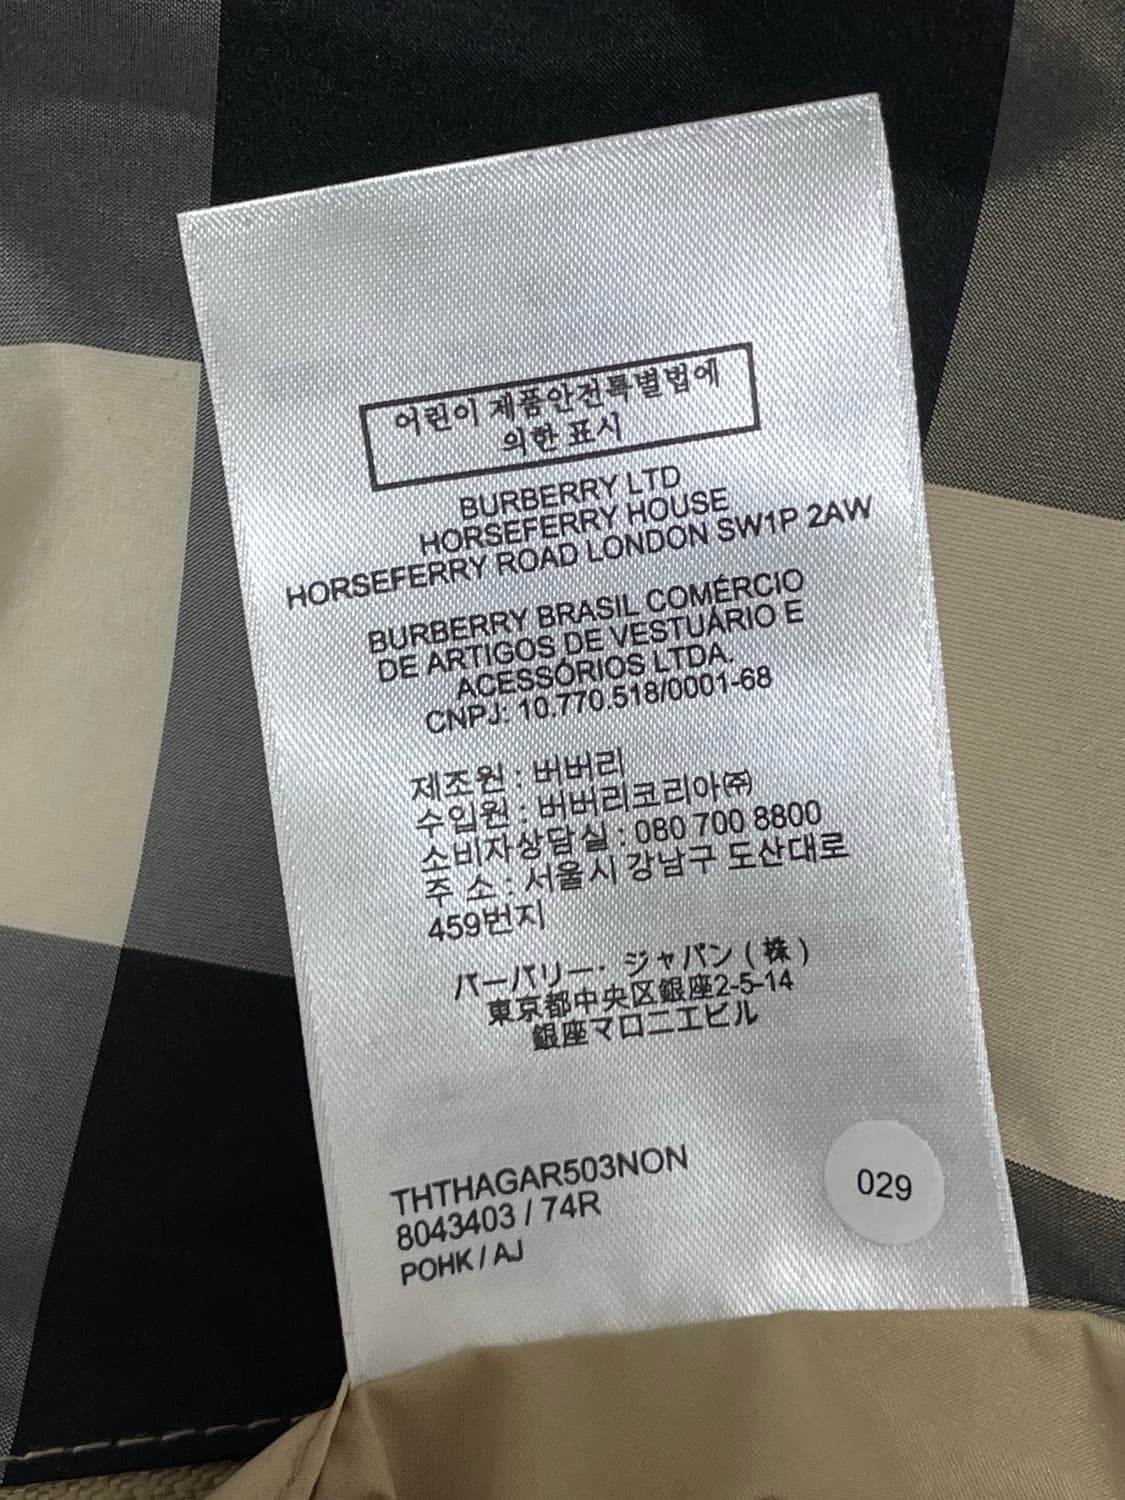 어린이 제품안전특별법에
의한 표시
BURBERRY LTD
HORSEFERRY HOUSE
HORSEFERRY ROAD LONDON SW1P 2AW
BURBERRY BRASIL COMÉRCIO
DE ARTIGOS DE VESTUÁRIO E
ACESSÓRIOS LTDA.
CNPJ: 10.770.518/0001-68
제조원 : 버버리
수입원 : 버버리코리아㈜
소비자상담실 : 080 700 8800
주 소 : 서울시 강남구 도산대로
459번지
バーバリー・ジャパン(株)
東京都中央区銀座2-5-14
銀座マロニエビル
THTHAGAR503NON
8043403 / 74R
POHK / AJ
029